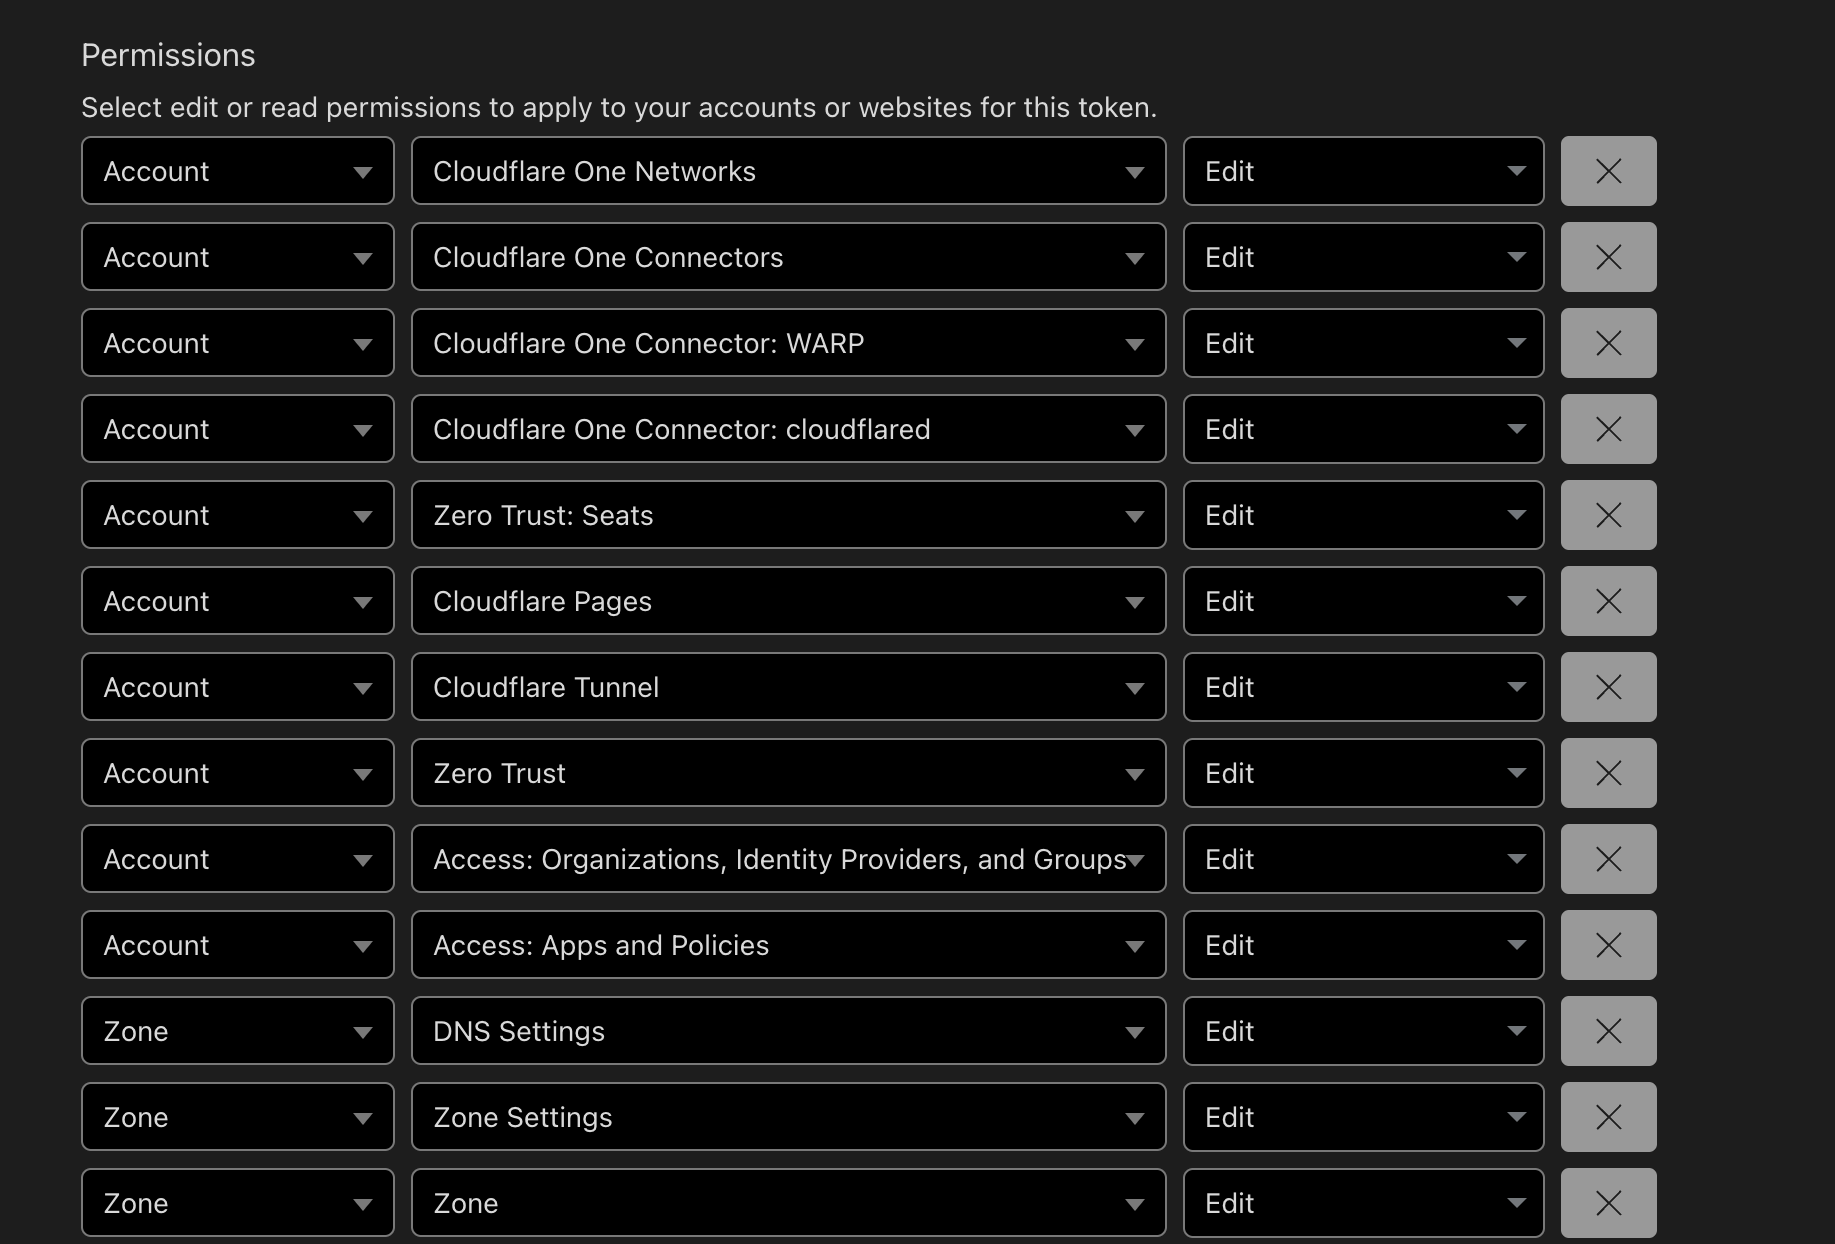 Permissions
Select edit or read permissions to apply to your accounts or websites for this token.
Account Cloudflare One Networks Edit
Account Cloudflare One Connectors Edit
Account Cloudflare One Connector: WARP Edit
Account Cloudflare One Connector: cloudflared Edit
Account Zero Trust: Seats Edit
Account Cloudflare Pages Edit
Account Cloudflare Tunnel Edit
Account Zero Trust Edit
Account Access: Organizations, Identity Providers, and Groups Edit
Account Access: Apps and Policies Edit
Zone DNS Settings Edit
Zone Zone Settings Edit
Zone Zone Edit